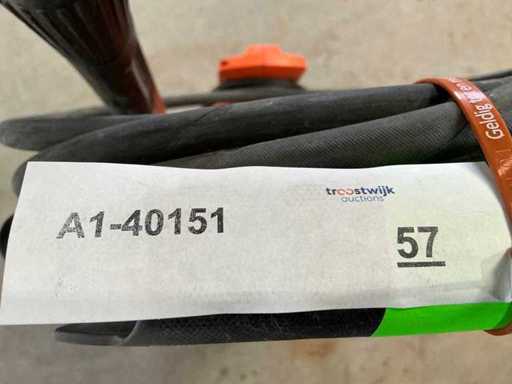 Geldig
troostwijk
auctions
A1-40151
57